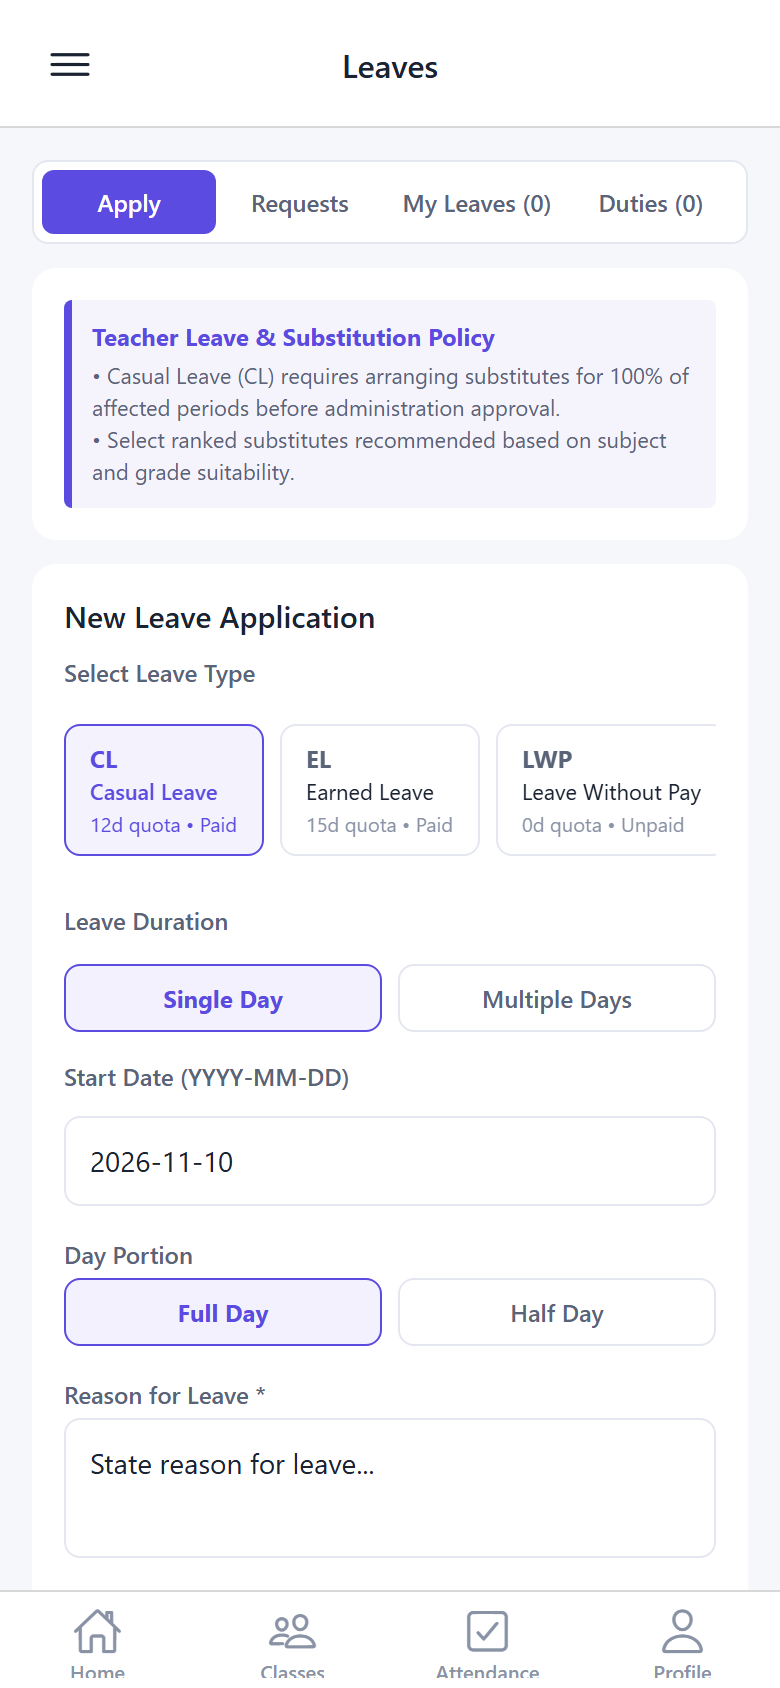 Leaves
Apply
Requests
My Leaves (0)
Duties (0)
Teacher Leave & Substitution Policy
• Casual Leave (CL) requires arranging substitutes for 100% of
affected periods before administration approval.
• Select ranked substitutes recommended based on subject
and grade suitability.
New Leave Application
Select Leave Type
CL
Casual Leave
12d quota • Paid
EL
Earned Leave
15d quota • Paid
LWP
Leave Without Pay
0d quota • Unpaid
Leave Duration
Single Day
Multiple Days
Start Date (YYYY-MM-DD)
2026-11-10
Day Portion
Full Day
Half Day
Reason for Leave *
State reason for leave...
Home
Classes
Attendance
Profile